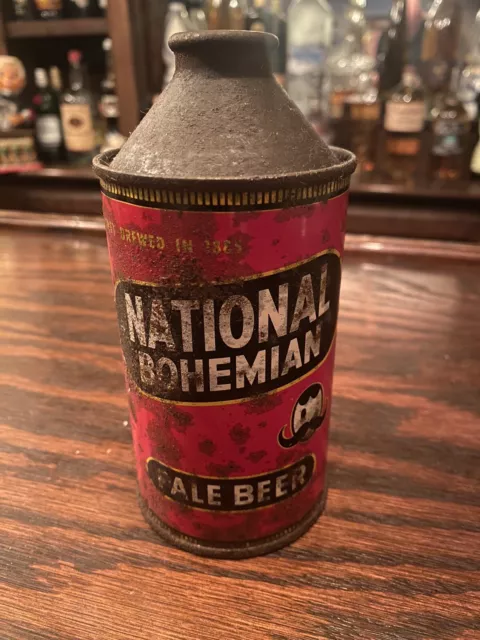 BREWED IN 1885
NATIONAL
BOHEMIAN
PALE BEER